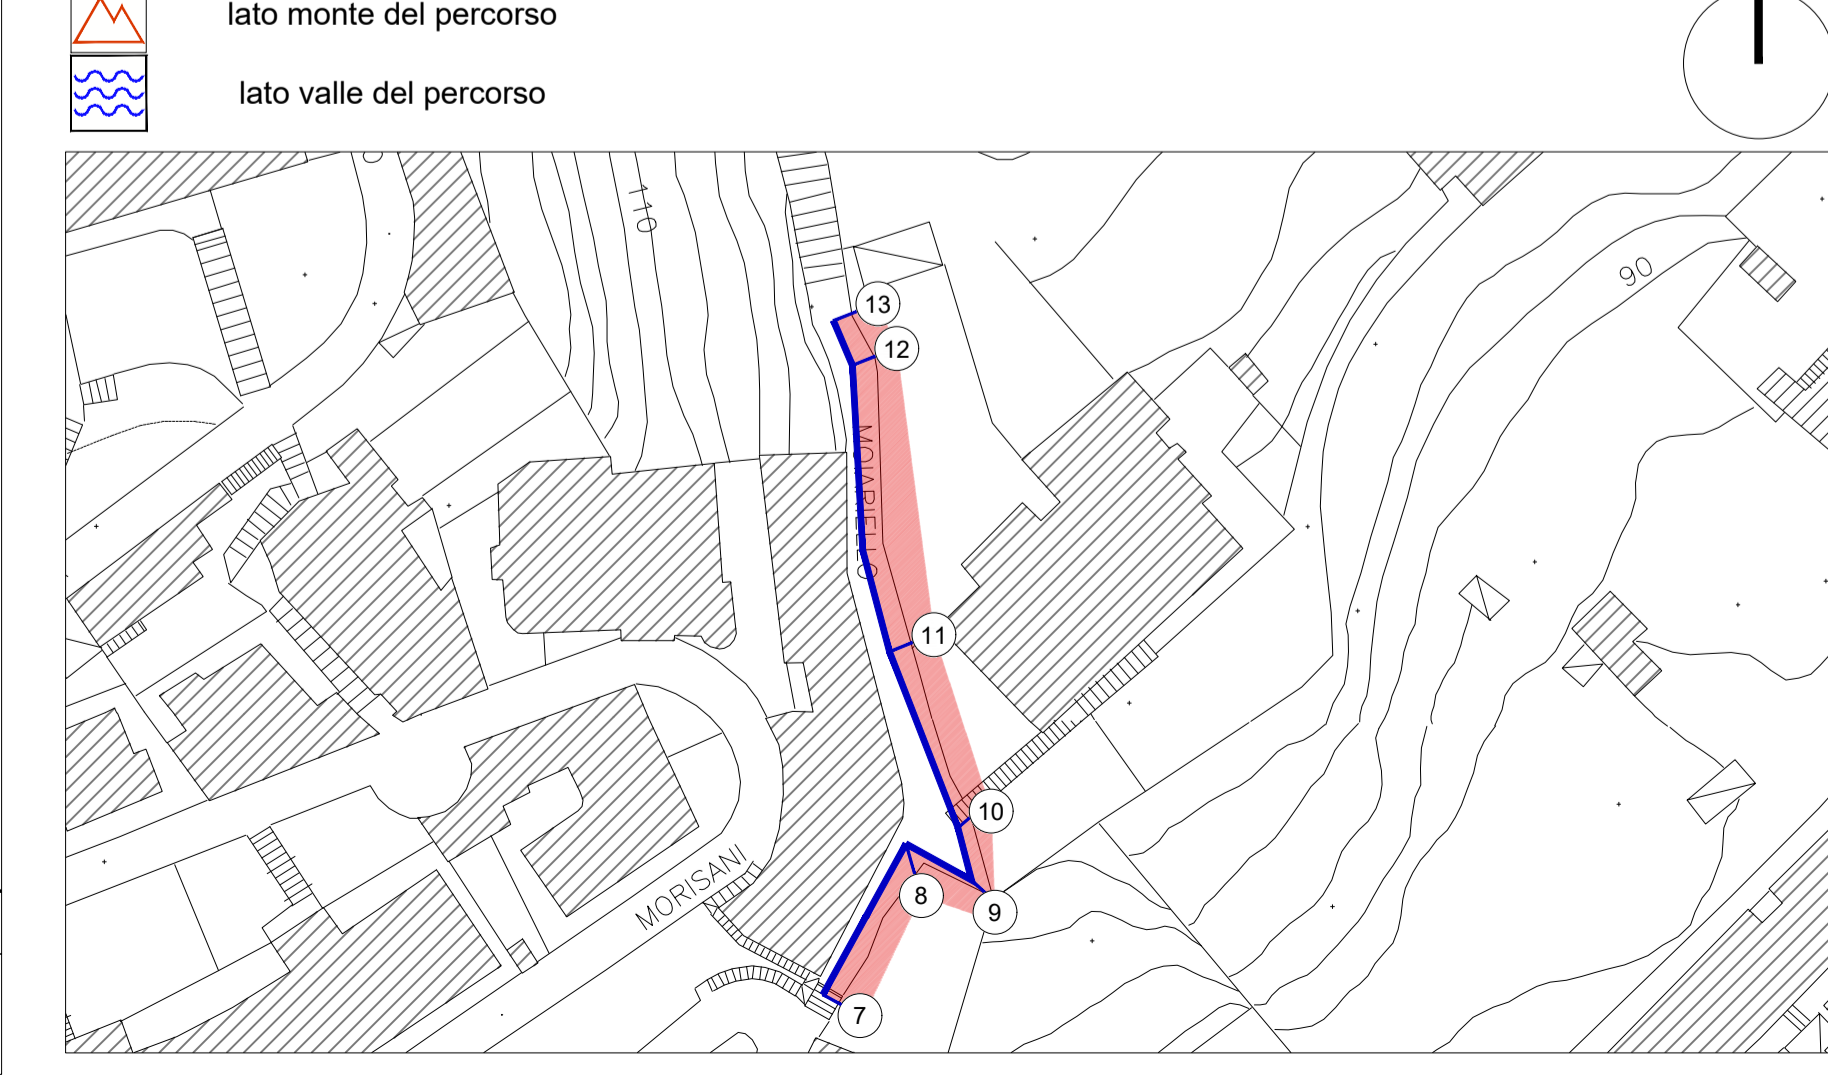 lato monte del percorso
lato valle del percorso
110
90
13
12
MOIARIELLO
11
10
MORISANI
8
9
7